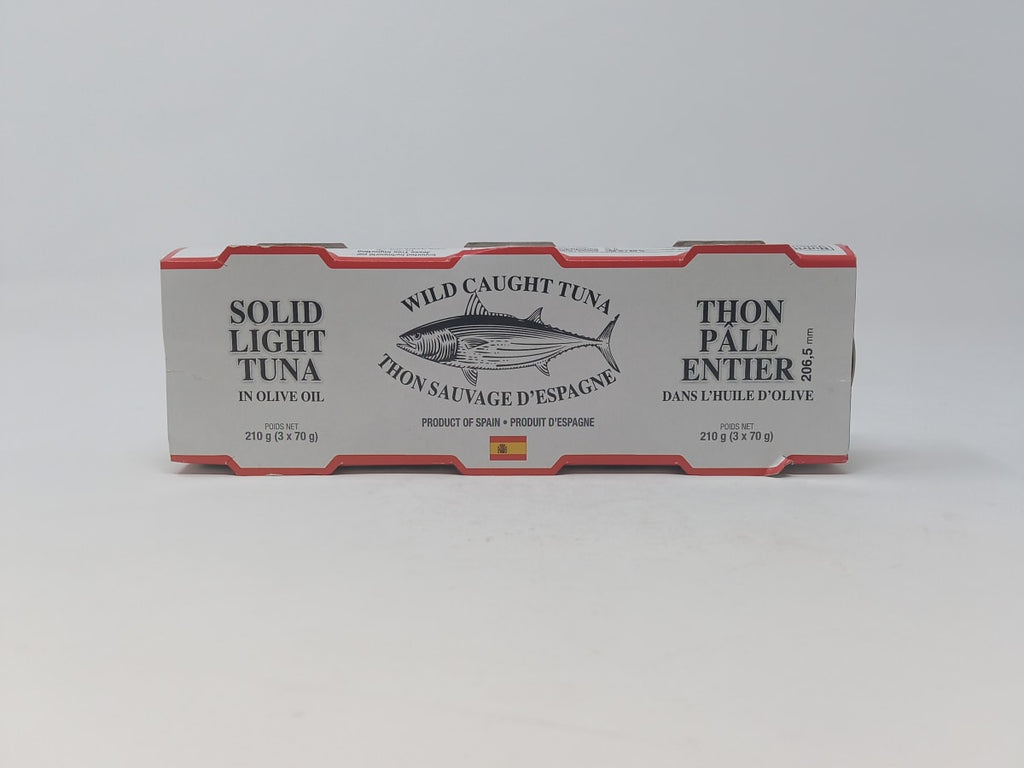 SOLID
LIGHT
TUNA
IN OLIVE OIL
POIDS NET
210 g (3 x 70 g)
WILD CAUGHT TUNA
THON SAUVAGE D'ESPAGNE
PRODUCT OF SPAIN • PRODUIT D'ESPAGNE
THON
PÂLE
ENTIER
206,5 mm
DANS L'HUILE D'OLIVE
POIDS NET
210 g (3 x 70 g)